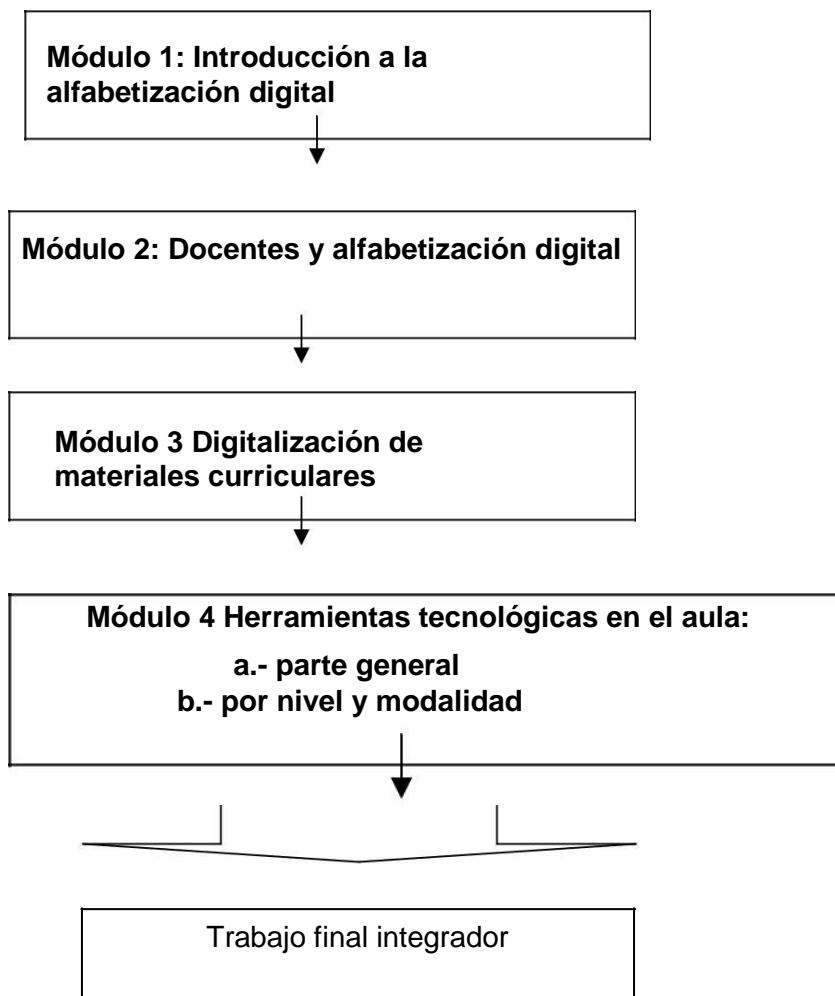 Módulo 1: Introducción a la
alfabetización digital
Módulo 2: Docentes y alfabetización digital
Módulo 3 Digitalización de
materiales curriculares
Módulo 4 Herramientas tecnológicas en el aula:
a.- parte general
b.- por nivel y modalidad
Trabajo final integrador